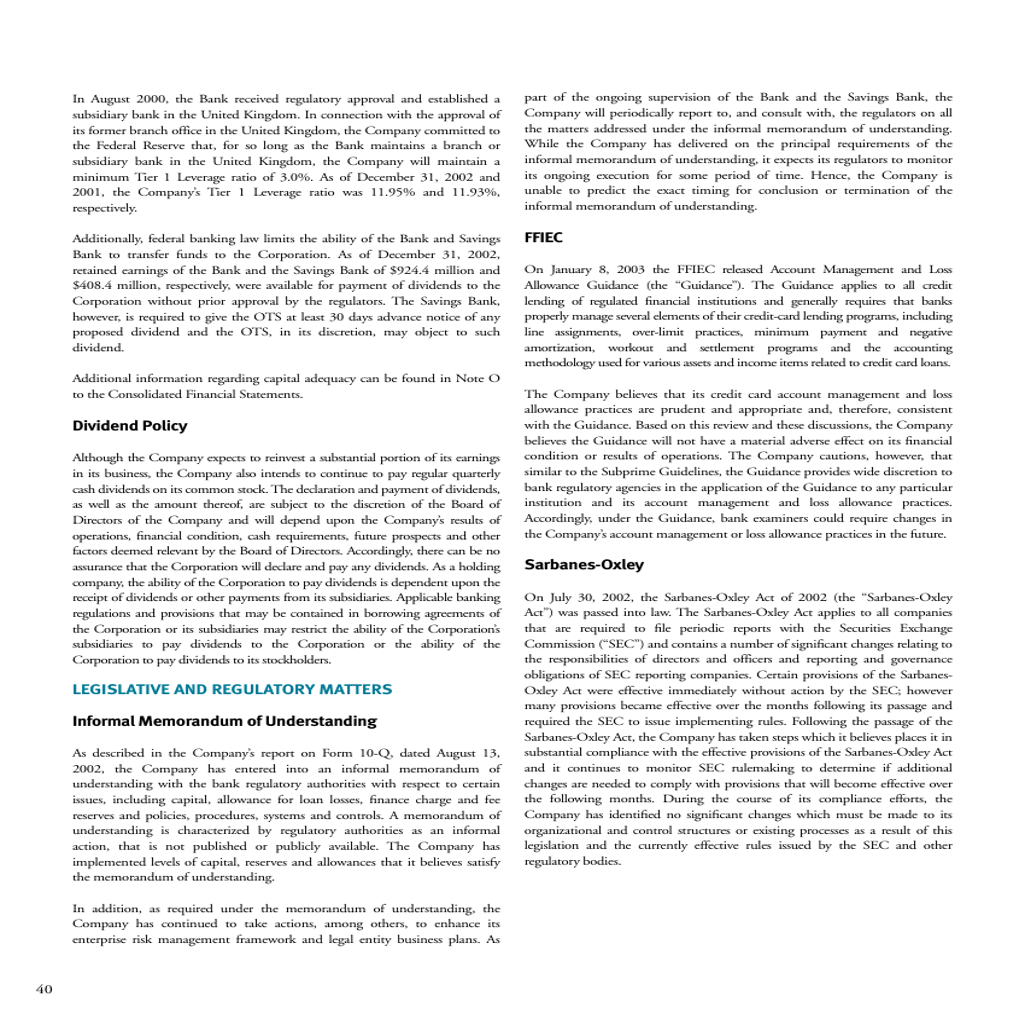 In August 2000, the Bank received regulatory approval and established a
subsidiary bank in the United Kingdom. In connection with the approval of
its former branch office in the United Kingdom, the Company committed to
the Federal Reserve that, for so long as the Bank maintains a branch or
subsidiary bank in the United Kingdom, the Company will maintain a
minimum Tier 1 Leverage ratio of 3.0%. As of December 31, 2002 and
2001, the Company's Tier 1 Leverage ratio was 11.95% and 11.93%,
respectively.
Additionally, federal banking law limits the ability of the Bank and Savings
Bank to transfer funds to the Corporation. As of December 31, 2002,
retained earnings of the Bank and the Savings Bank of $924.4 million and
$408.4 million, respectively, were available for payment of dividends to the
Corporation without prior approval by the regulators. The Savings Bank,
however, is required to give the OTS at least 30 days advance notice of any
proposed dividend and the OTS, in its discretion, may object to such
dividend.
Additional information regarding capital adequacy can be found in Note O
to the Consolidated Financial Statements.
Dividend Policy
Although the Company expects to reinvest a substantial portion of its earnings
in its business, the Company also intends to continue to pay regular quarterly
cash dividends on its common stock. The declaration and payment of dividends,
as well as the amount thereof, are subject to the discretion of the Board of
Directors of the Company and will depend upon the Company's results of
operations, financial condition, cash requirements, future prospects and other
factors deemed relevant by the Board of Directors. Accordingly, there can be no
assurance that the Corporation will declare and pay any dividends. As a holding
company, the ability of the Corporation to pay dividends is dependent upon the
receipt of dividends or other payments from its subsidiaries. Applicable banking
regulations and provisions that may be contained in borrowing agreements of
the Corporation or its subsidiaries may restrict the ability of the Corporation's
subsidiaries to pay dividends to the Corporation or the ability of the
Corporation to pay dividends to its stockholders.
LEGISLATIVE AND REGULATORY MATTERS
Informal Memorandum of Understanding
As described in the Company's report on Form 10-Q, dated August 13,
2002, the Company has entered into an informal memorandum of
understanding with the bank regulatory authorities with respect to certain
issues, including capital, allowance for loan losses, finance charge and fee
reserves and policies, procedures, systems and controls. A memorandum of
understanding is characterized by regulatory authorities as an informal
action, that is not published or publicly available. The Company has
implemented levels of capital, reserves and allowances that it believes satisfy
the memorandum of understanding.
In addition, as required under the memorandum of understanding, the
Company has continued to take actions, among others, to enhance its
enterprise risk management framework and legal entity business plans. As
part of the ongoing supervision of the Bank and the Savings Bank, the
Company will periodically report to, and consult with, the regulators on all
the matters addressed under the informal memorandum of understanding.
While the Company has delivered on the principal requirements of the
informal memorandum of understanding, it expects its regulators to monitor
its ongoing execution for some period of time. Hence, the Company is
unable to predict the exact timing for conclusion or termination of the
informal memorandum of understanding.
FFIEC
On January 8, 2003 the FFIEC released Account Management and Loss
Allowance Guidance (the “Guidance”). The Guidance applies to all credit
lending of regulated financial institutions and generally requires that banks
properly manage several elements of their credit-card lending programs, including
line assignments, over-limit practices, minimum payment and negative
amortization, workout and settlement programs and the accounting
methodology used for various assets and income items related to credit card loans.
The Company believes that its credit card account management and loss
allowance practices are prudent and appropriate and, therefore, consistent
with the Guidance. Based on this review and these discussions, the Company
believes the Guidance will not have a material adverse effect on its financial
condition or results of operations. The Company cautions, however, that
similar to the Subprime Guidelines, the Guidance provides wide discretion to
bank regulatory agencies in the application of the Guidance to any particular
institution and its account management and loss allowance practices.
Accordingly, under the Guidance, bank examiners could require changes in
the Company's account management or loss allowance practices in the future.
Sarbanes-Oxley
On July 30, 2002, the Sarbanes-Oxley Act of 2002 (the “Sarbanes-Oxley
Act”) was passed into law. The Sarbanes-Oxley Act applies to all companies
that are required to file periodic reports with the Securities Exchange
Commission (“SEC”) and contains a number of significant changes relating to
the responsibilities of directors and officers and reporting and governance
obligations of SEC reporting companies. Certain provisions of the Sarbanes-
Oxley Act were effective immediately without action by the SEC; however
many provisions became effective over the months following its passage and
required the SEC to issue implementing rules. Following the passage of the
Sarbanes-Oxley Act, the Company has taken steps which it believes places it in
substantial compliance with the effective provisions of the Sarbanes-Oxley Act
and it continues to monitor SEC rulemaking to determine if additional
changes are needed to comply with provisions that will become effective over
the following months. During the course of its compliance efforts, the
Company has identified no significant changes which must be made to its
organizational and control structures or existing processes as a result of this
legislation and the currently effective rules issued by the SEC and other
regulatory bodies.
40